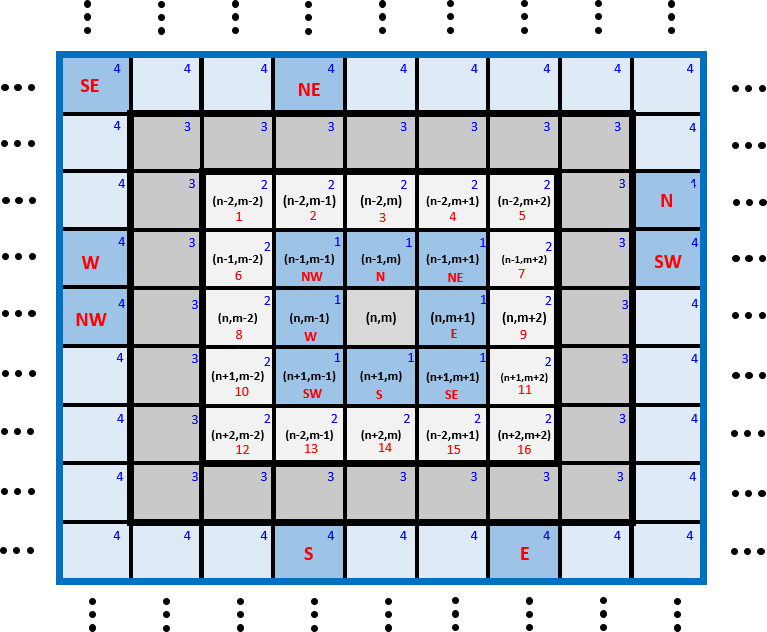 4 4 4 4 4 4 4 4 4
SE NE
4 3 3 3 3 3 3 3 4
4 3 2 2 2 2 2 3 4
(n-2,m-2) (n-2,m-1) (n-2,m) (n-2,m+1) (n-2,m+2) N
1 2 3 4 5
4 3 2 1 1 1 2 3 4
W (n-1,m-2) (n-1,m-1) (n-1,m) (n-1,m+1) (n-1,m+2) SW
6 NW N NE 7
4 3 2 1 1 2 3 4
NW (n,m-2) (n,m-1) (n,m) (n,m+1) (n,m+2)
8 W E 9
4 3 2 1 1 1 2 3 4
(n+1,m-2) (n+1,m-1) (n+1,m) (n+1,m+1) (n+1,m+2)
10 SW S SE 11
4 3 2 2 2 2 2 3 4
(n+2,m-2) (n-2,m-1) (n+2,m) (n-2,m+1) (n+2,m+2)
12 13 14 15 16
4 3 3 3 3 3 3 3 4
4 4 4 4 4 4 4 4 4
S E